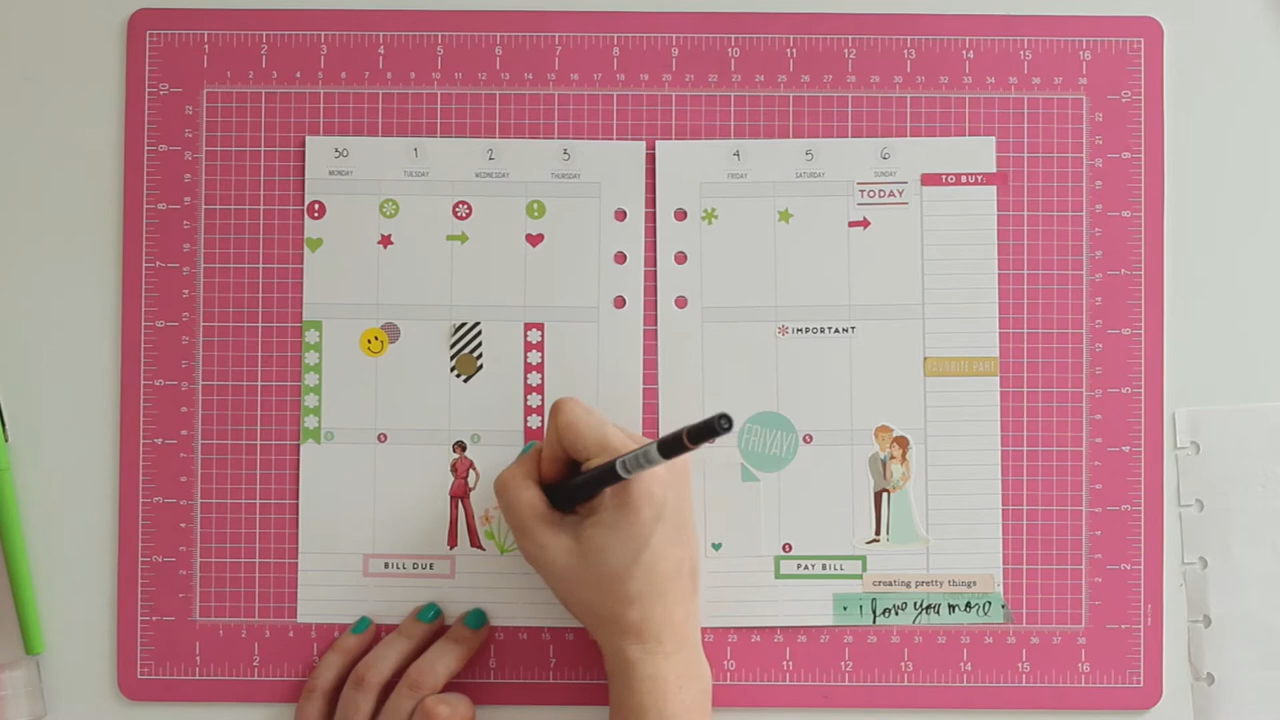 30 1 2 3
MONDAY TUESDAY WEDNESDAY THURSDAY
4 5 6
FRIDAY SATURDAY SUNDAY
TODAY
TO BUY:
IMPORTANT
FAVORITE PART
FRIYAY!
BILL DUE
PAY BILL
creating pretty things
i love you more